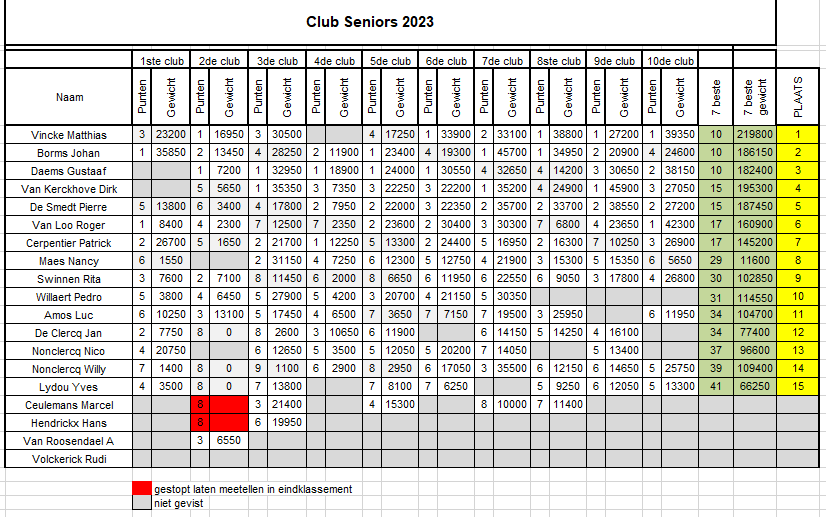 Club Seniors 2023
1ste club 2de club 3de club 4de club 5de club 6de club 7de club 8ste club 9de club 10de club
Naam Punten Gewicht Punten Gewicht Punten Gewicht Punten Gewicht Punten Gewicht Punten Gewicht Punten Gewicht Punten Gewicht Punten Gewicht Punten Gewicht 7 beste 7 beste gewicht PLAATS
Vincke Matthias 3 23200 1 16950 3 30500 4 17250 1 33900 2 33100 1 38800 1 27200 1 39350 10 219800 1
Borms Johan 1 35850 2 13450 4 28250 2 11900 1 23400 4 19300 1 45700 1 34950 2 20900 4 24600 10 186150 2
Daems Gustaaf 1 7200 1 32950 1 18900 1 24000 1 30550 4 32650 4 14200 3 30650 2 38150 10 182400 3
Van Kerckhove Dirk 5 5650 1 35350 3 7350 3 22250 3 22200 1 35200 4 24900 1 45900 3 27050 15 195300 4
De Smedt Pierre 5 13800 6 3400 4 17800 2 7950 2 22000 3 22350 2 35700 2 33700 2 38550 2 27200 15 187450 5
Van Loo Roger 1 8400 4 2300 7 12500 7 2350 2 23600 2 30400 3 30300 7 6800 4 23650 1 42300 17 160900 6
Cerpentier Patrick 2 26700 5 1650 2 21700 1 12250 5 13300 2 24400 5 16950 2 16300 7 10250 3 26900 17 145200 7
Maes Nancy 6 1550 2 31150 4 7250 6 12300 5 12750 4 21900 3 15300 5 15350 6 5650 29 11600 8
Swinnen Rita 3 7600 2 7100 8 11450 6 2000 8 6650 6 11950 6 22550 6 9050 3 17800 4 26800 30 102850 9
Willaert Pedro 5 3800 4 6450 5 27900 5 4200 3 20700 4 21150 5 30350 31 114550 10
Amos Luc 6 10250 3 13100 5 17450 4 6500 7 3650 7 7150 7 19500 3 25950 6 11950 34 104700 11
De Clercq Jan 2 7750 8 0 8 2600 3 10650 6 11900 6 14150 5 14250 4 16100 34 77400 12
Nonclercq Nico 4 20750 6 12650 5 3500 5 12050 5 20200 7 14050 5 13400 37 96600 13
Nonclercq Willy 7 1400 8 0 9 1100 6 2900 8 2950 6 17050 3 35500 6 12150 6 14650 5 25750 39 109400 14
Lydou Yves 4 3500 8 0 7 13800 7 8100 7 6250 5 9250 6 12050 5 13300 41 66250 15
Ceulemans Marcel 8 3 21400 4 15300 8 10000 7 11400
Hendrickx Hans 8 6 19950
Van Roosendael A 3 6550
Volckerick Rudi
gestopt laten meetellen in eindklassement
niet gevist